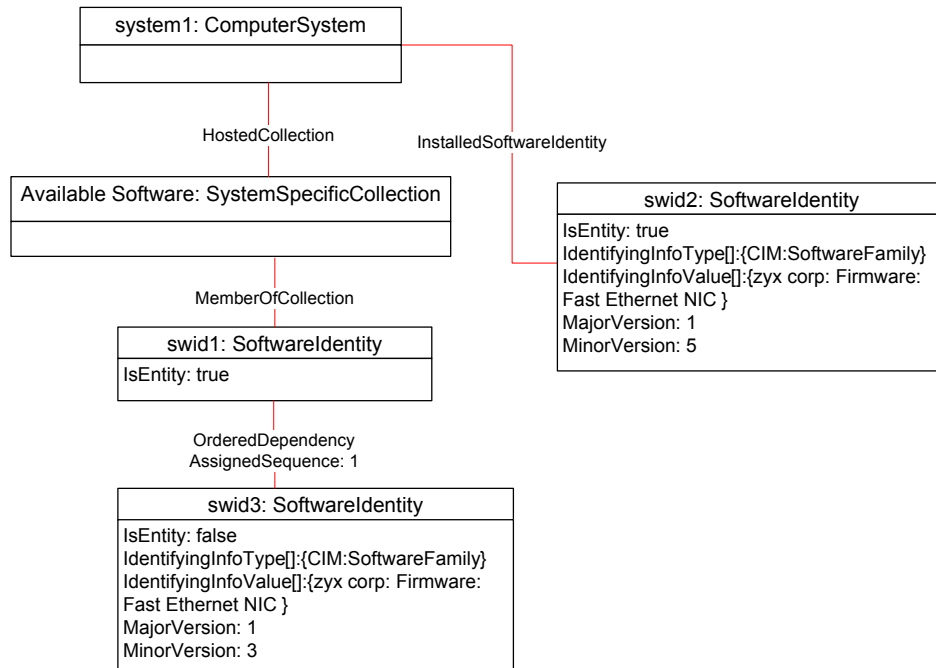 system1: ComputerSystem
HostedCollection
InstalledSoftwareIdentity
Available Software: SystemSpecificCollection
swid2: SoftwareIdentity
IsEntity: true
IdentifyingInfoType[]:{CIM:SoftwareFamily}
IdentifyingInfoValue[]:{zyx corp: Firmware:
Fast Ethernet NIC }
MajorVersion: 1
MinorVersion: 5
MemberOfCollection
swid1: SoftwareIdentity
IsEntity: true
OrderedDependency
AssignedSequence: 1
swid3: SoftwareIdentity
IsEntity: false
IdentifyingInfoType[]:{CIM:SoftwareFamily}
IdentifyingInfoValue[]:{zyx corp: Firmware:
Fast Ethernet NIC }
MajorVersion: 1
MinorVersion: 3